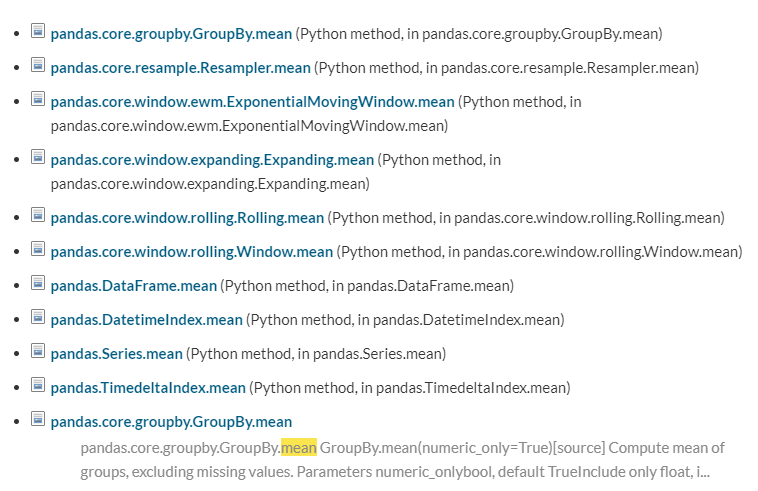 pandas.core.groupby.GroupBy.mean (Python method, in pandas.core.groupby.GroupBy.mean)
pandas.core.resample.Resampler.mean (Python method, in pandas.core.resample.Resampler.mean)
pandas.core.window.ewm.ExponentialMovingWindow.mean (Python method, in
pandas.core.window.ewm.ExponentialMovingWindow.mean)
pandas.core.window.expanding.Expanding.mean (Python method, in
pandas.core.window.expanding.Expanding.mean)
pandas.core.window.rolling.Rolling.mean (Python method, in pandas.core.window.rolling.Rolling.mean)
pandas.core.window.rolling.Window.mean (Python method, in pandas.core.window.rolling.Window.mean)
pandas.DataFrame.mean (Python method, in pandas.DataFrame.mean)
pandas.DatetimeIndex.mean (Python method, in pandas.DatetimeIndex.mean)
pandas.Series.mean (Python method, in pandas.Series.mean)
pandas.TimedeltaIndex.mean (Python method, in pandas.TimedeltaIndex.mean)
pandas.core.groupby.GroupBy.mean
pandas.core.groupby.GroupBy.mean GroupBy.mean(numeric_only=True)[source] Compute mean of
groups, excluding missing values. Parameters numeric_onlybool, default TrueInclude only float, i...